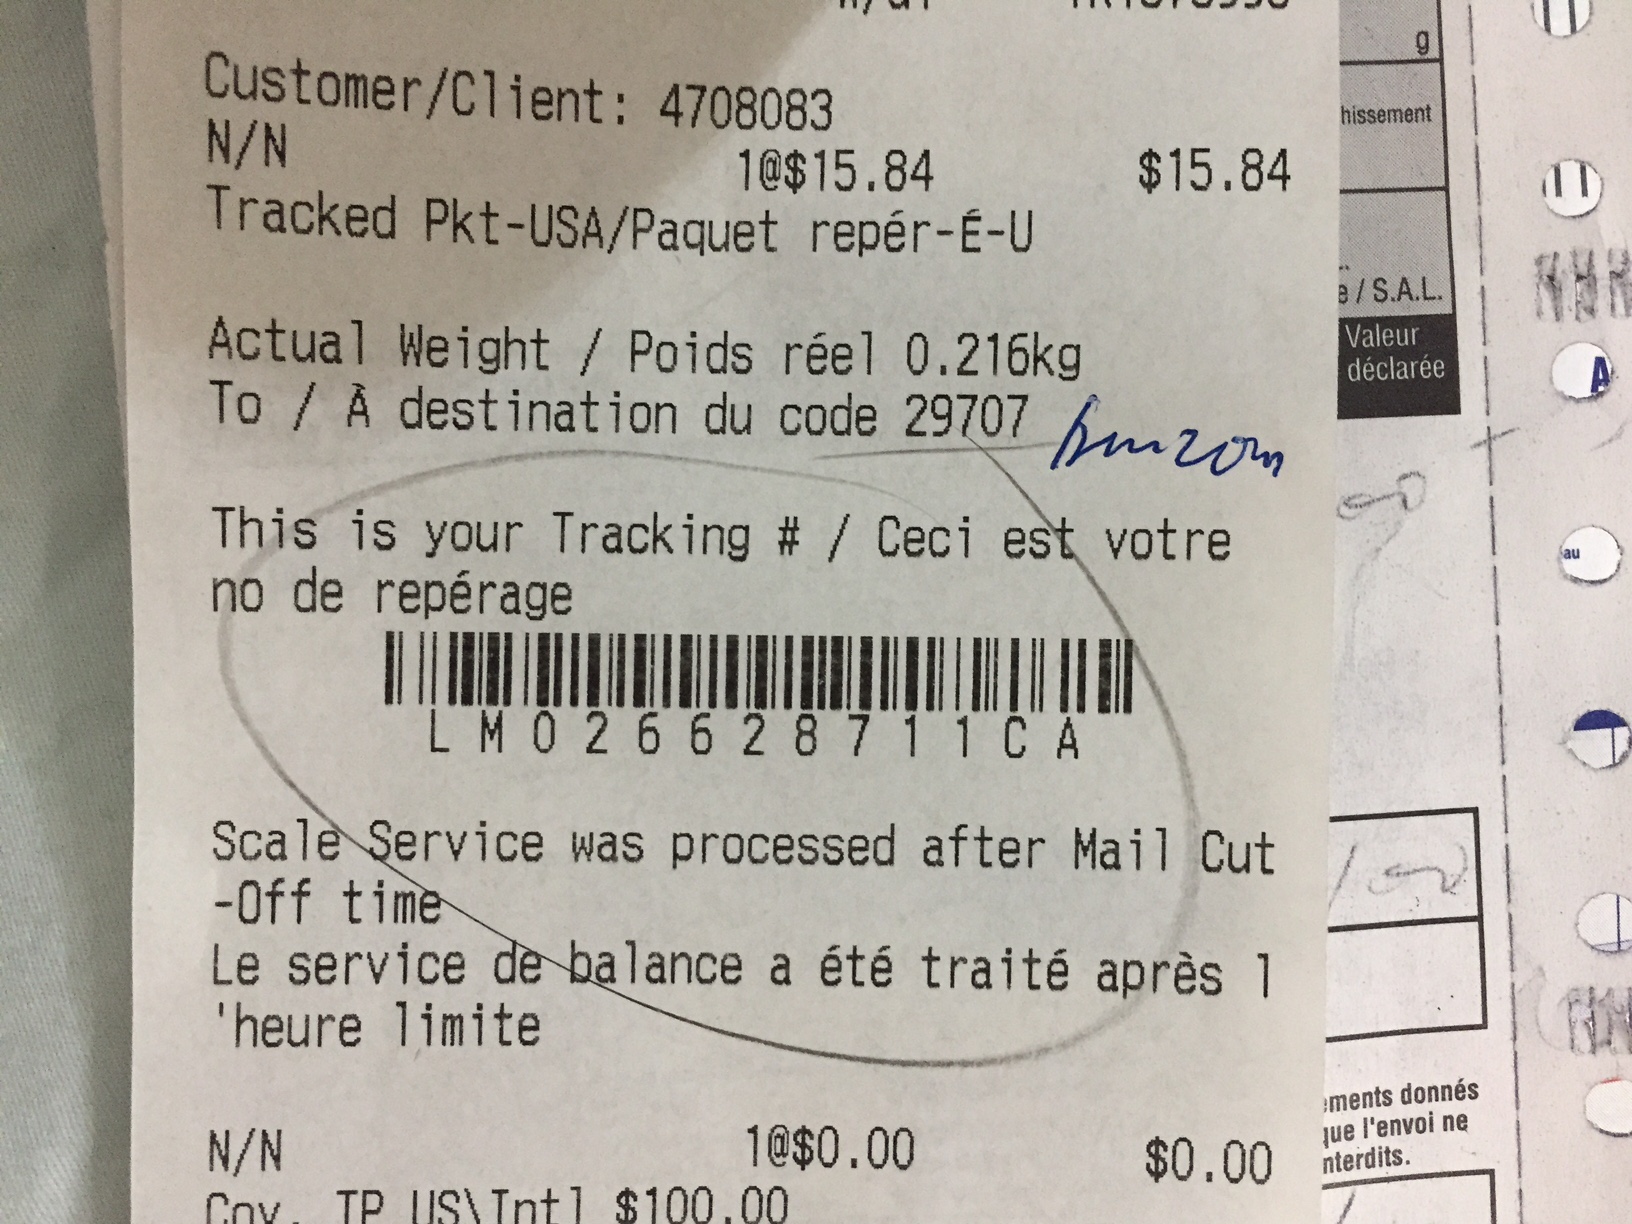 Customer/Client: 4708083
N/N 1@$15.84 $15.84
Tracked Pkt-USA/Paquet repér-É-U
Actual Weight / Poids réel 0.216kg
To / À destination du code 29707
Amazon
This is your Tracking # / Ceci est votre
no de repérage
LM026628711CA
Scale Service was processed after Mail Cut
-Off time
Le service de balance a été traité après l
'heure limite
N/N 1@$0.00 $0.00
Cov. TP US\Intl $100.00
g
hissement
/ S.A.L.
Valeur
déclarée
A
au
ements donnés
que l'envoi ne
nterdits.